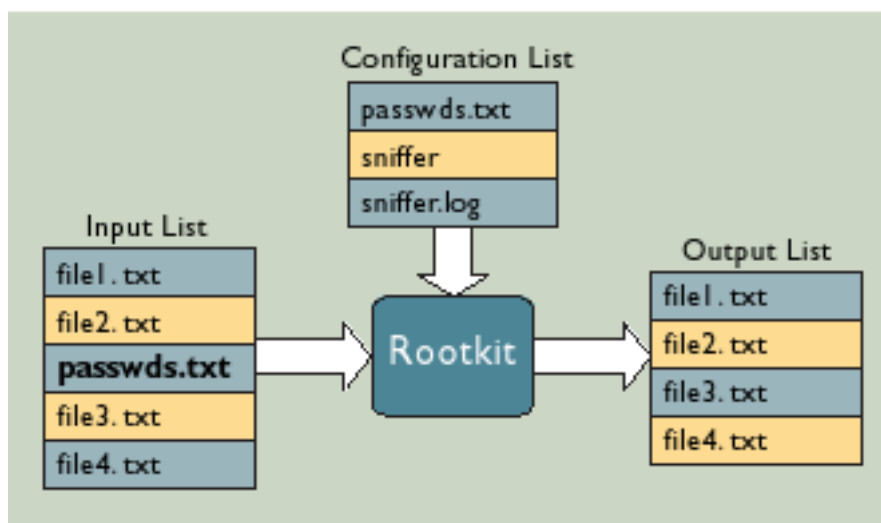 Configuration List
passwds.txt
sniffer
sniffer.log
Input List
file1.txt
file2.txt
passwds.txt
file3.txt
file4.txt
Rootkit
Output List
file1.txt
file2.txt
file3.txt
file4.txt